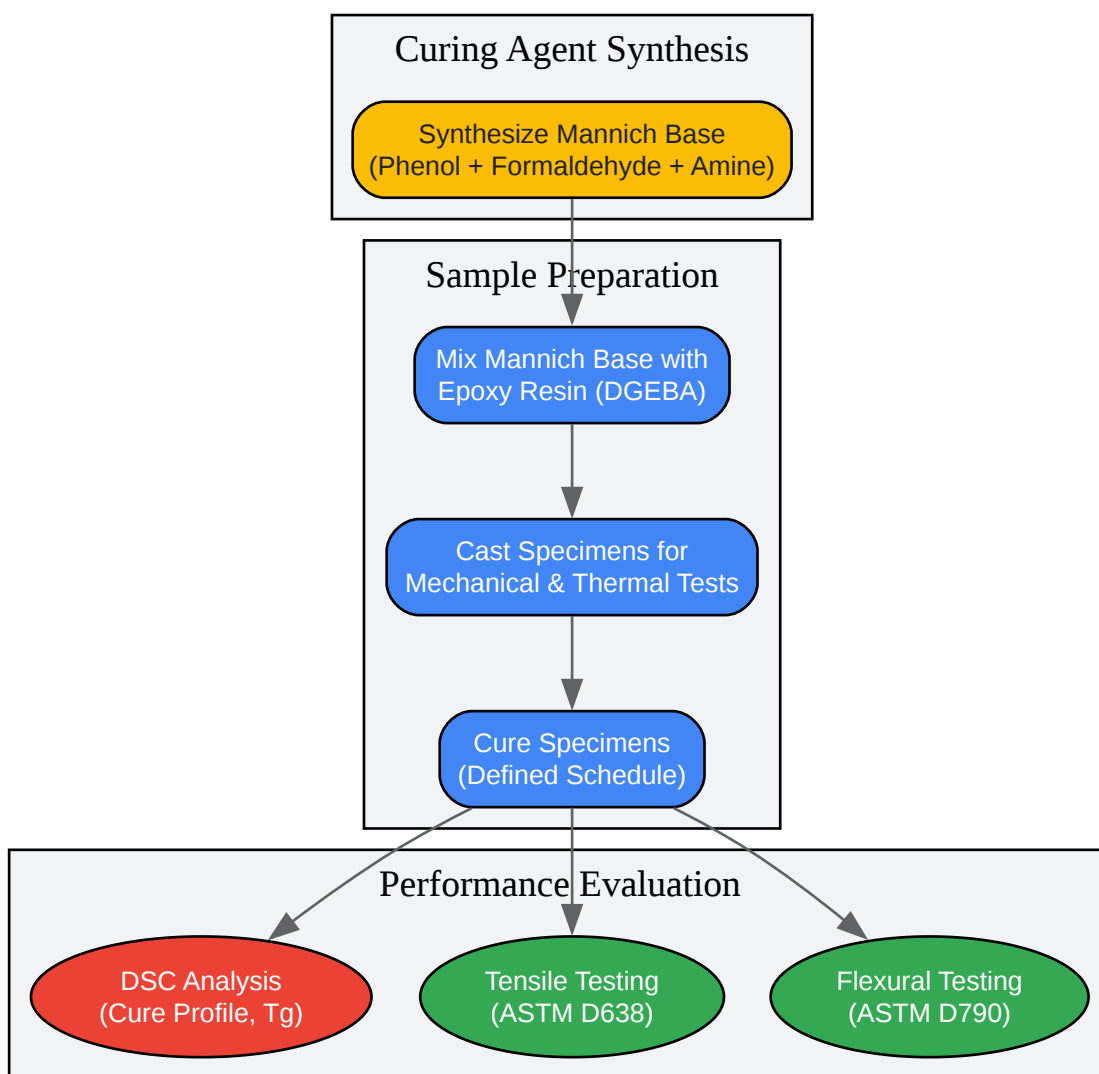 Curing Agent Synthesis
Synthesize Mannich Base
(Phenol + Formaldehyde + Amine)
Sample Preparation
Mix Mannich Base with
Epoxy Resin (DGEBA)
Cast Specimens for
Mechanical & Thermal Tests
Cure Specimens
(Defined Schedule)
Performance Evaluation
DSC Analysis
(Cure Profile, Tg)
Tensile Testing
(ASTM D638)
Flexural Testing
(ASTM D790)